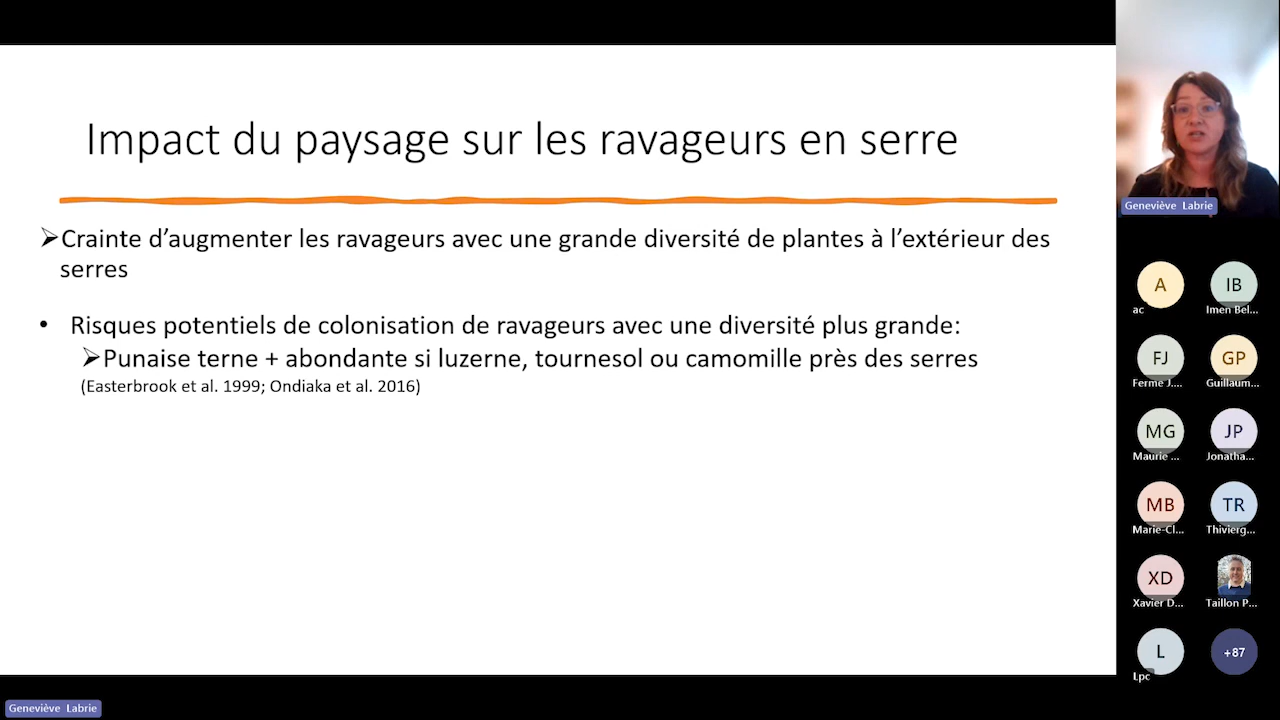 Impact du paysage sur les ravageurs en serre
➢Crainte d’augmenter les ravageurs avec une grande diversité de plantes à l’extérieur des
serres
• Risques potentiels de colonisation de ravageurs avec une diversité plus grande:
➢Punaise terne + abondante si luzerne, tournesol ou camomille près des serres
(Easterbrook et al. 1999; Ondiaka et al. 2016)
Geneviève Labrie
A
IB
ac
Imen Bel...
FJ
GP
Ferme J....
Guillaum...
MG
JP
Maurie ...
Jonatha...
MB
TR
Marie-Cl...
Thivierg...
XD
Xavier D...
Taillon P...
L
+87
Lpc
Geneviève Labrie